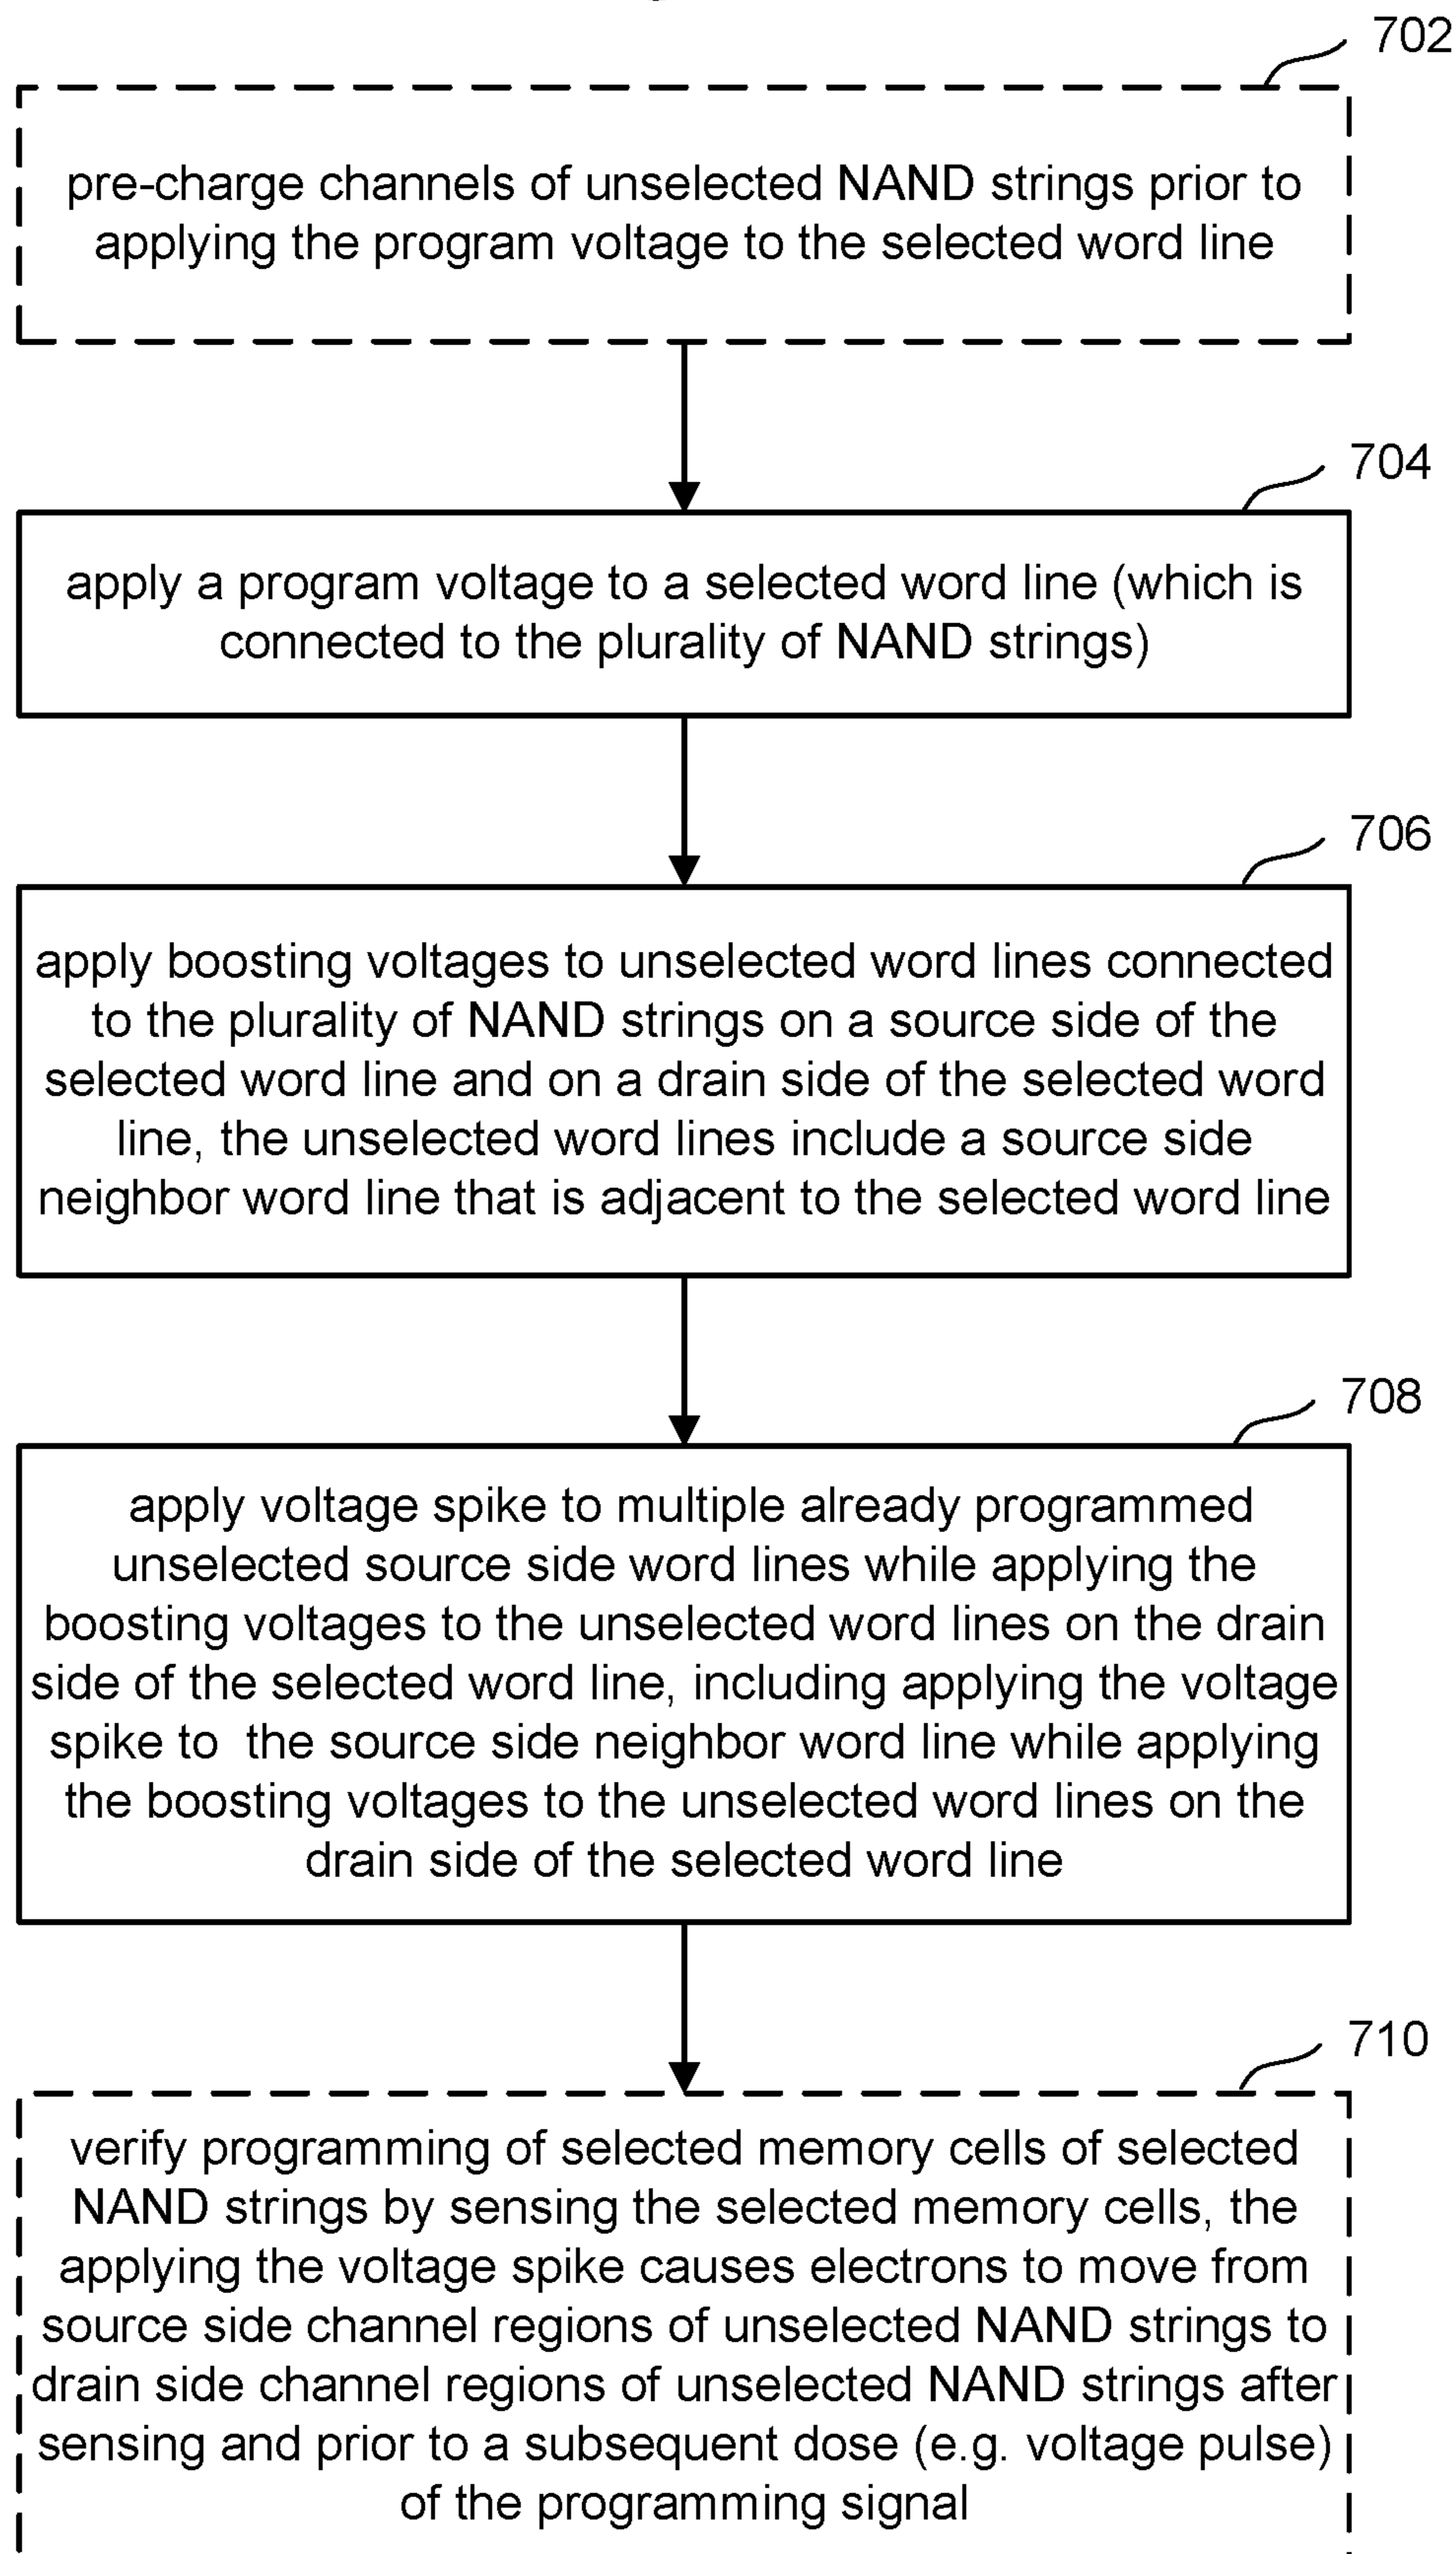 702
pre-charge channels of unselected NAND strings prior to
applying the program voltage to the selected word line
704
apply a program voltage to a selected word line (which is
connected to the plurality of NAND strings)
706
apply boosting voltages to unselected word lines connected
to the plurality of NAND strings on a source side of the
selected word line and on a drain side of the selected word
line, the unselected word lines include a source side
neighbor word line that is adjacent to the selected word line
708
apply voltage spike to multiple already programmed
unselected source side word lines while applying the
boosting voltages to the unselected word lines on the drain
side of the selected word line, including applying the voltage
spike to the source side neighbor word line while applying
the boosting voltages to the unselected word lines on the
drain side of the selected word line
710
verify programming of selected memory cells of selected
NAND strings by sensing the selected memory cells, the
applying the voltage spike causes electrons to move from
source side channel regions of unselected NAND strings to
drain side channel regions of unselected NAND strings after
sensing and prior to a subsequent dose (e.g. voltage pulse)
of the programming signal